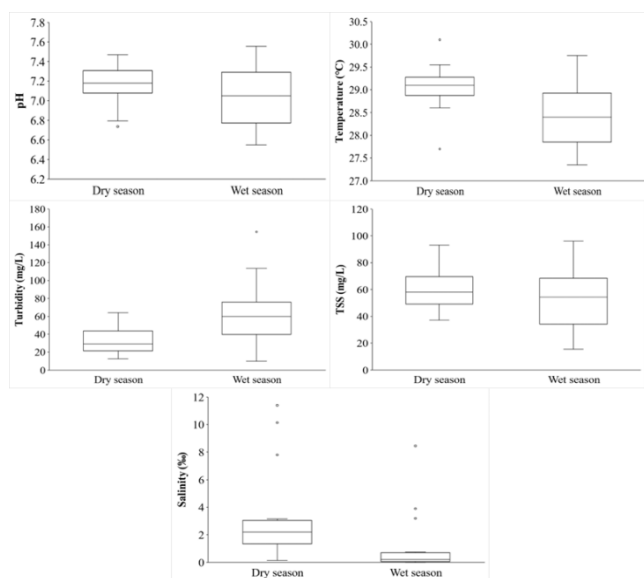 pH
7.8
7.6
7.4
7.2
7.0
6.8
6.6
6.4
6.2
Dry season
Wet season
Temperature (°C)
30.5
30.0
29.5
29.0
28.5
28.0
27.5
27.0
Dry season
Wet season
Turbidity (mg/L)
180
160
140
120
100
80
60
40
20
0
Dry season
Wet season
TSS (mg/L)
120
100
80
60
40
20
0
Dry season
Wet season
Salinity (‰)
12
10
8
6
4
2
0
Dry season
Wet season